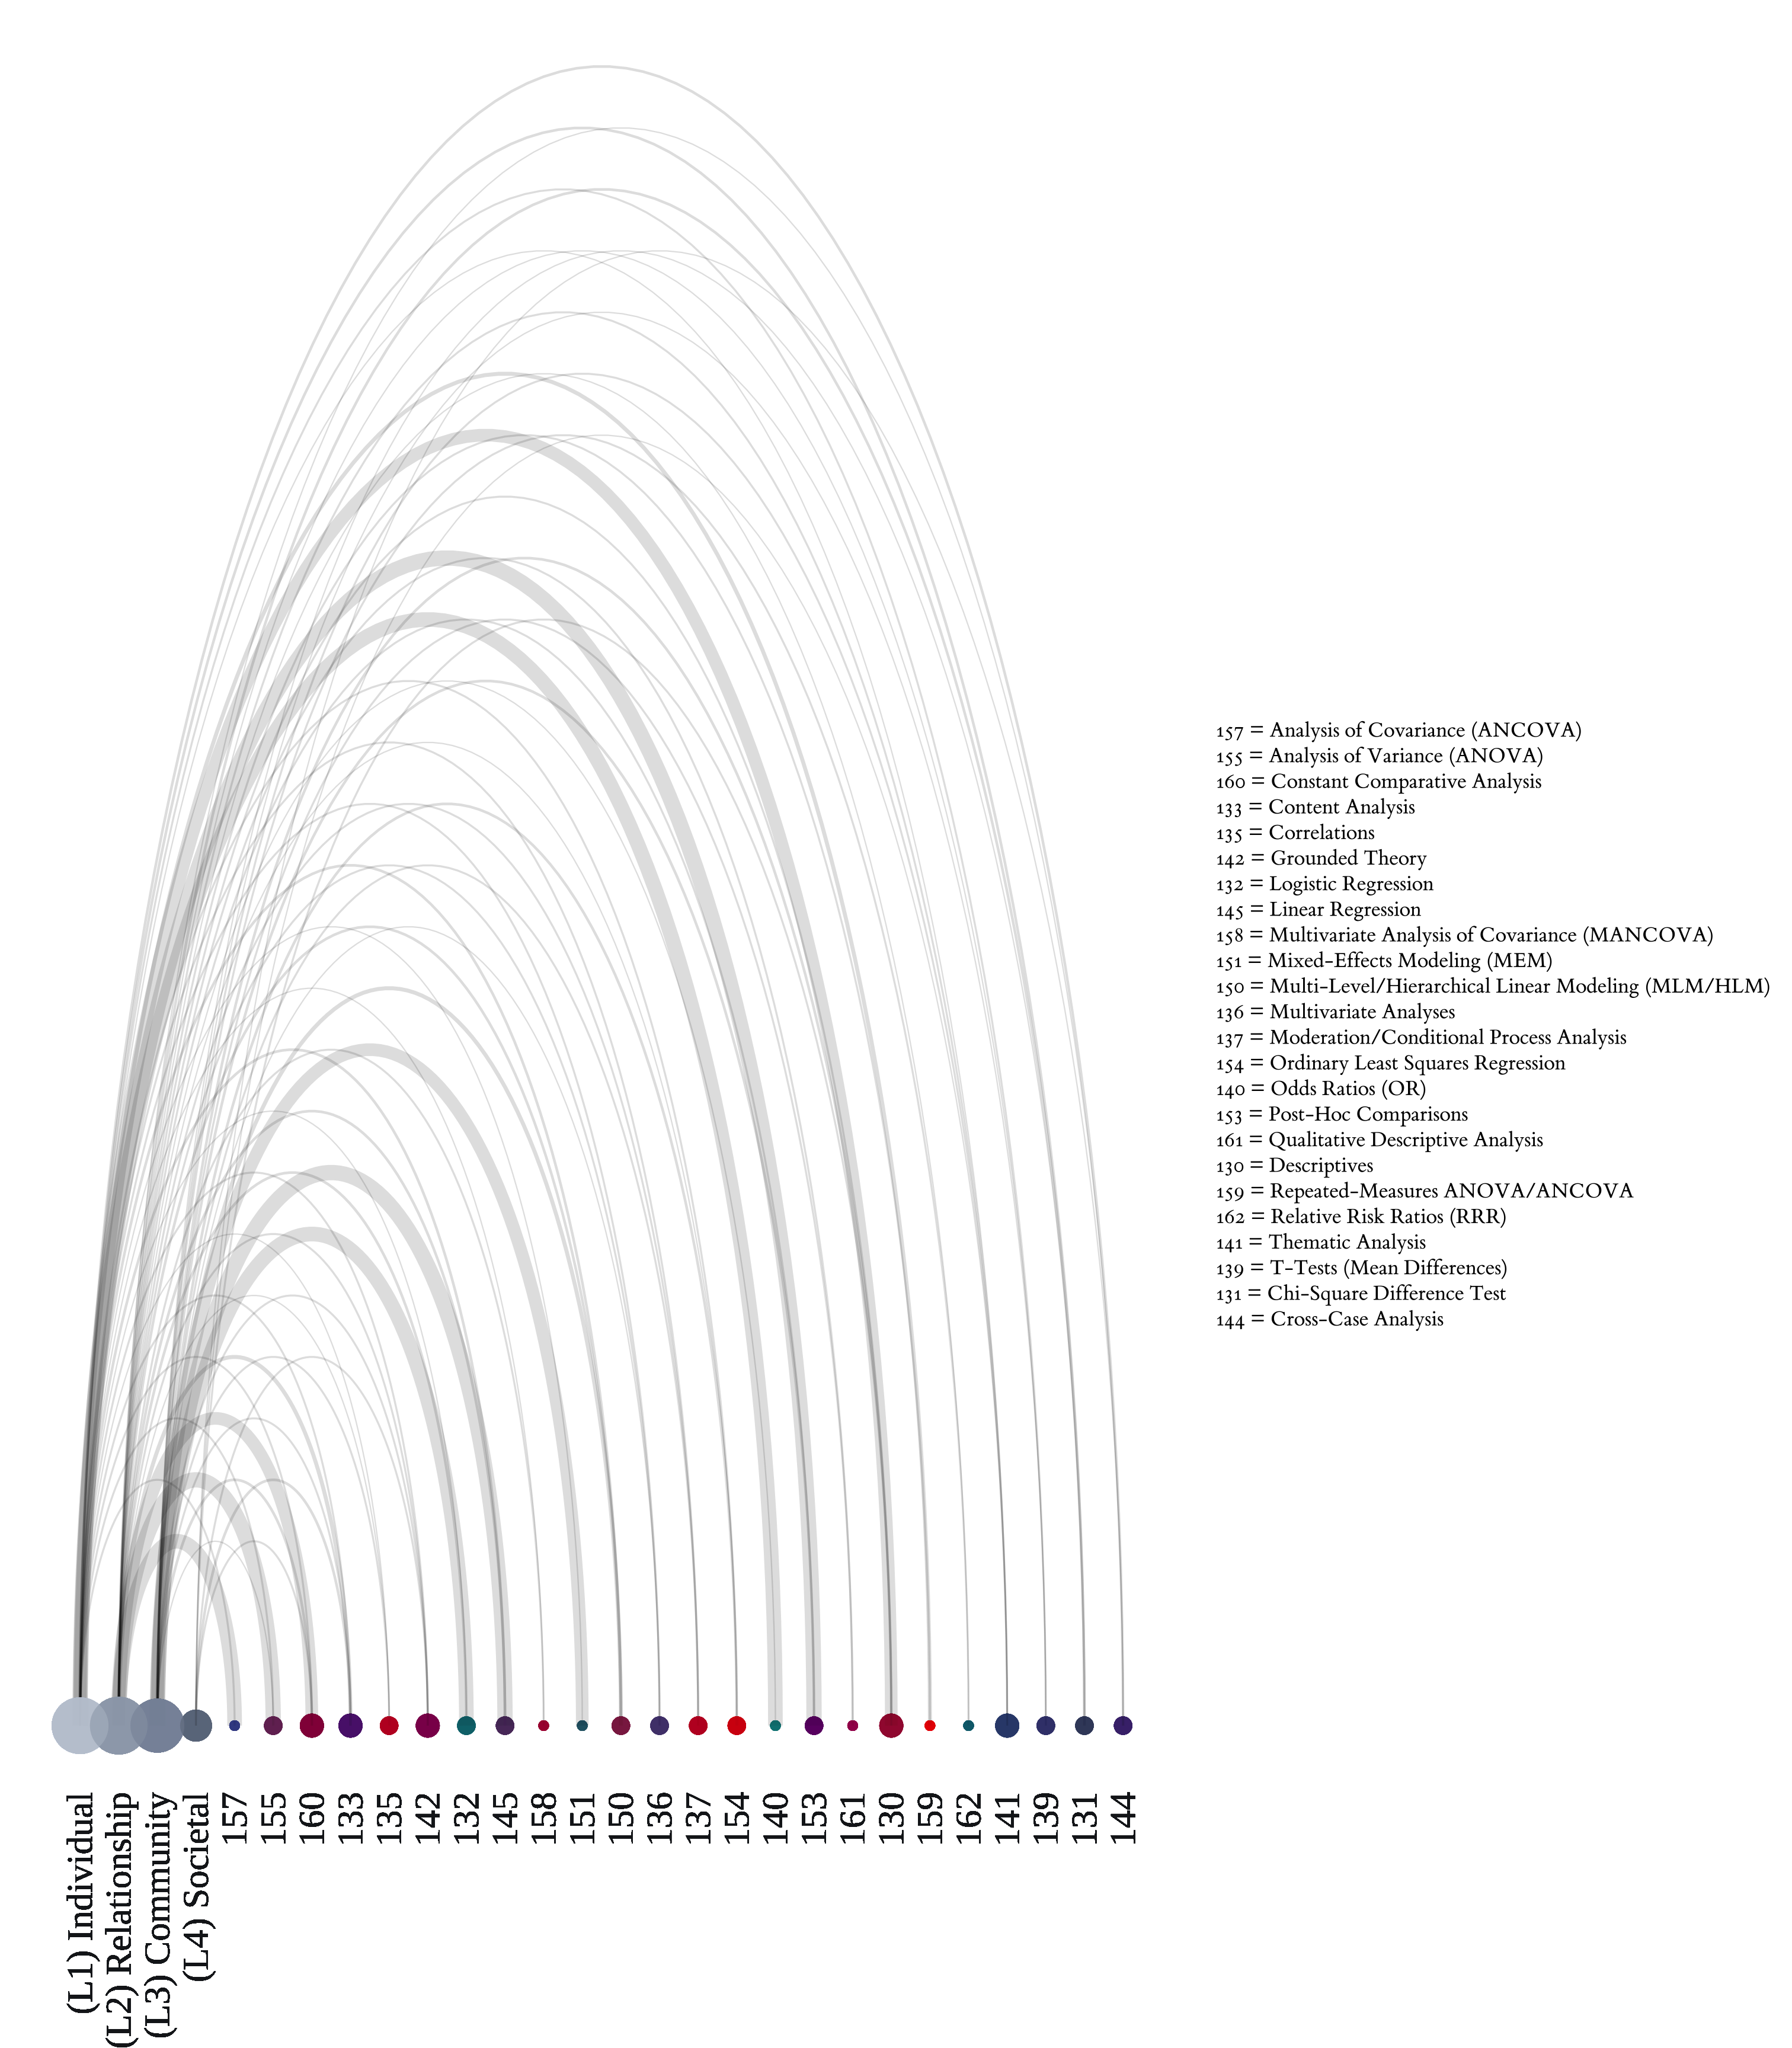 157 = Analysis of Covariance (ANCOVA)
155 = Analysis of Variance (ANOVA)
160 = Constant Comparative Analysis
133 = Content Analysis
135 = Correlations
142 = Grounded Theory
132 = Logistic Regression
145 = Linear Regression
158 = Multivariate Analysis of Covariance (MANCOVA)
151 = Mixed-Effects Modeling (MEM)
150 = Multi-Level/Hierarchical Linear Modeling (MLM/HLM)
136 = Multivariate Analyses
137 = Moderation/Conditional Process Analysis
154 = Ordinary Least Squares Regression
140 = Odds Ratios (OR)
153 = Post-Hoc Comparisons
161 = Qualitative Descriptive Analysis
130 = Descriptives
159 = Repeated-Measures ANOVA/ANCOVA
162 = Relative Risk Ratios (RRR)
141 = Thematic Analysis
139 = T-Tests (Mean Differences)
131 = Chi-Square Difference Test
144 = Cross-Case Analysis
(L1) Individual
(L2) Relationship
(L3) Community
(L4) Societal
157
155
160
133
135
142
132
145
158
151
150
136
137
154
140
153
161
130
159
162
141
139
131
144